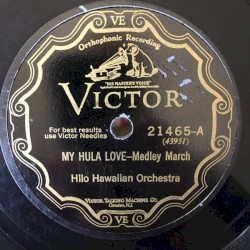 VE
Orthophonic Recording
"HIS MASTER'S VOICE"
VICTOR
For best results
use Victor Needles
21465-A
(43951)
MY HULA LOVE–Medley March
Hilo Hawaiian Orchestra
VICTOR TALKING MACHINE CO.
Camden, N.J.
VE